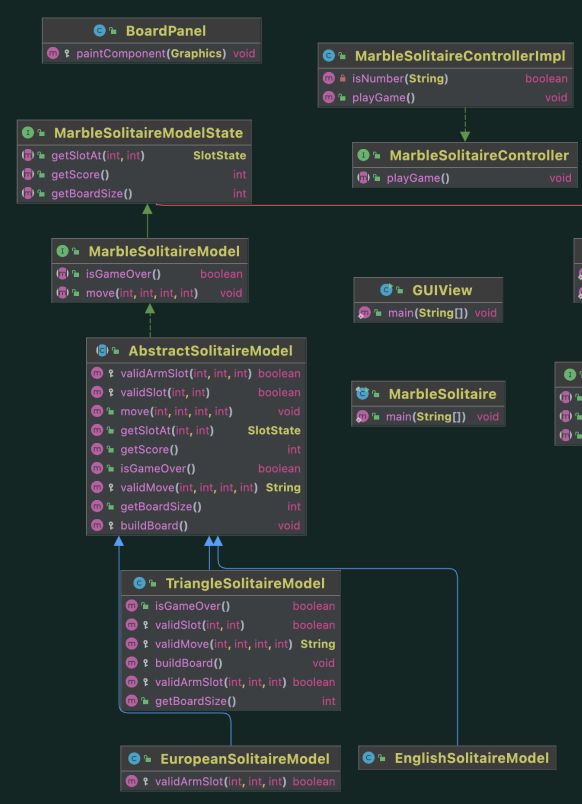 BoardPanel
paintComponent(Graphics) void
MarbleSolitaireControllerImpl
isNumber(String) boolean
playGame() void
MarbleSolitaireModelState
getSlotAt(int, int) SlotState
getScore() int
getBoardSize() int
MarbleSolitaireController
playGame() void
MarbleSolitaireModel
isGameOver() boolean
move(int, int, int, int) void
GUIView
main(String[]) void
AbstractSolitaireModel
validArmSlot(int, int, int) boolean
validSlot(int, int) boolean
move(int, int, int, int) void
getSlotAt(int, int) SlotState
getScore() int
isGameOver() boolean
validMove(int, int, int, int) String
getBoardSize() int
buildBoard() void
MarbleSolitaire
main(String[]) void
TriangleSolitaireModel
isGameOver() boolean
validSlot(int, int) boolean
validMove(int, int, int, int) String
buildBoard() void
validArmSlot(int, int, int) boolean
getBoardSize() int
EuropeanSolitaireModel
validArmSlot(int, int, int) boolean
EnglishSolitaireModel